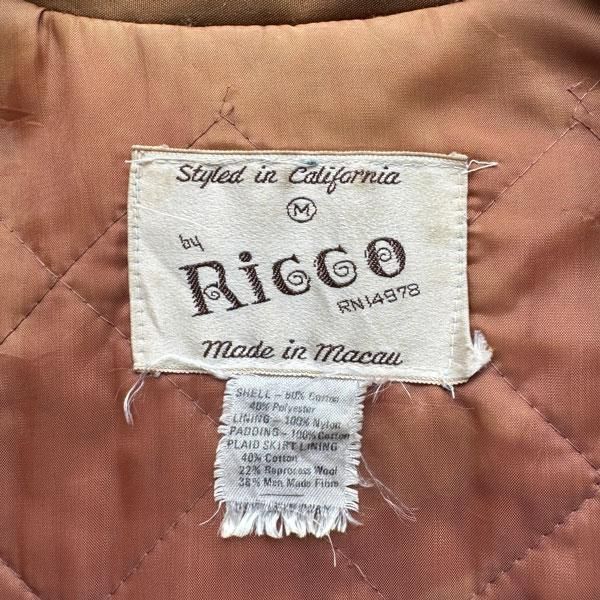 Styled in California
M
by
Ricco
RN14978
Made in Macau
SHELL - 60% Cotton
40% Polyester
LINING - 100% Nylon
PADDING - 100% Cotton
PLAID SKIRT LINING
40% Cotton
22% Reprocess Wool
38% Men Made Fibre